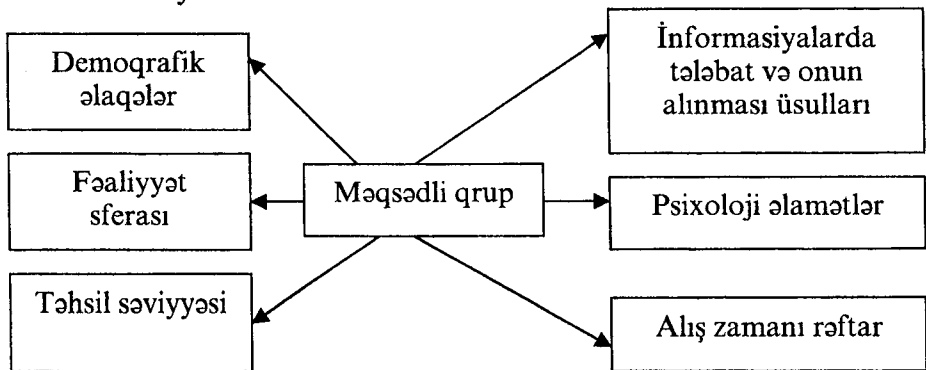 Demoqrafik
əlaqələr
İnformasiyalarda
tələbat və onun
alınması üsulları
Fəaliyyət
sferası
Məqsədli qrup
Psixoloji əlamətlər
Təhsil səviyyəsi
Alış zamanı rəftar